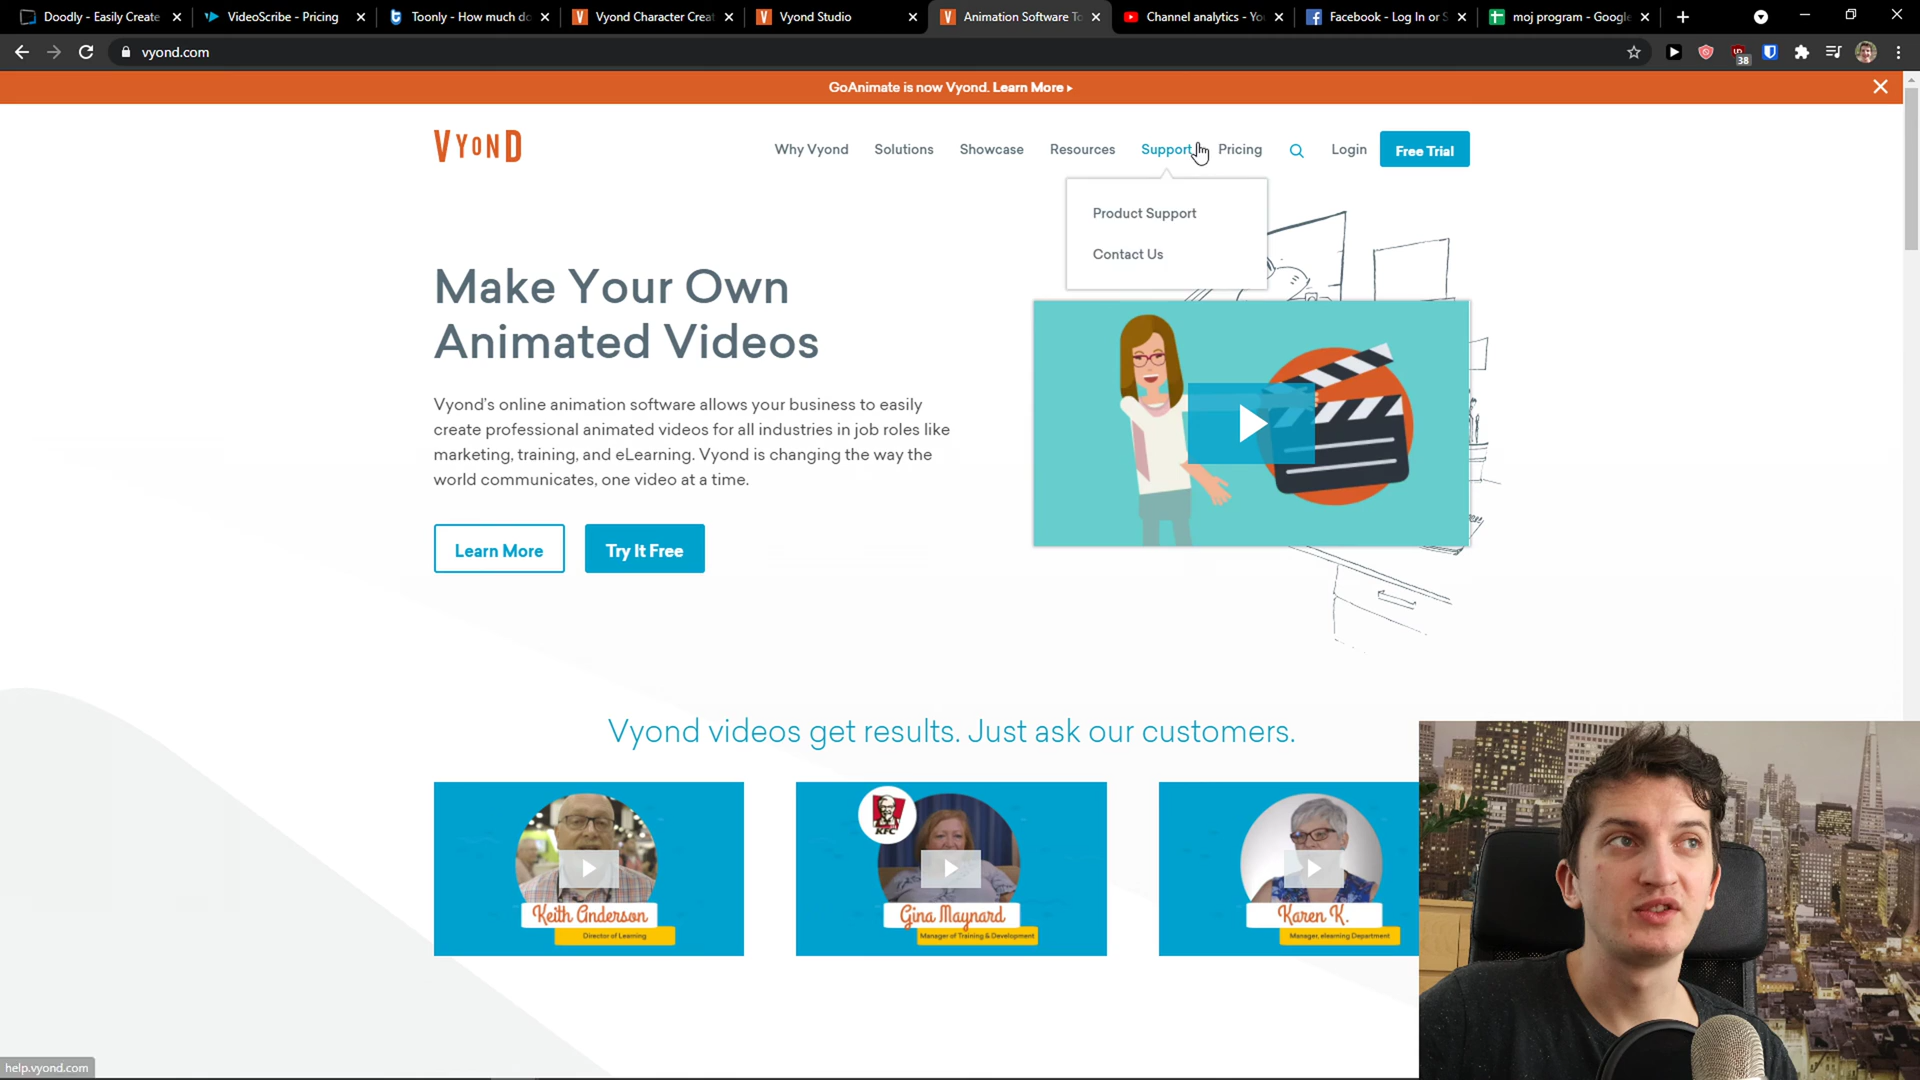 Doodly - Easily Create
VideoScribe - Pricing
Toonly - How much do
Vyond Character Creat
Vyond Studio
Animation Software To
Channel analytics - You
Facebook - Log In or S
moj program - Google
vyond.com
38
GoAnimate is now Vyond. Learn More ▸
VYOND
Why Vyond
Solutions
Showcase
Resources
Support
Pricing
Login
Free Trial
Product Support
Contact Us
Make Your Own
Animated Videos
Vyond's online animation software allows your business to easily
create professional animated videos for all industries in job roles like
marketing, training, and eLearning. Vyond is changing the way the
world communicates, one video at a time.
Learn More
Try It Free
Vyond videos get results. Just ask our customers.
Keith Anderson
Director of Learning
KFC
Gina Maynard
Manager of Training & Development
Karen K.
Manager, elearning Department
help.vyond.com